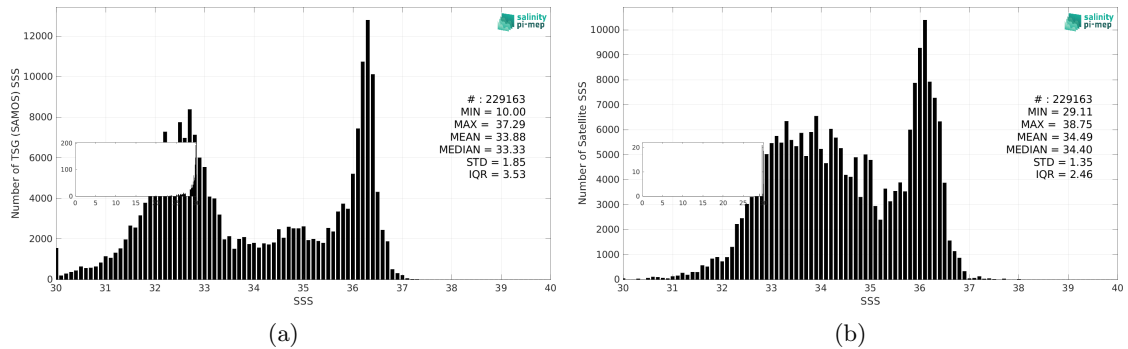 salinity
pi-mep
12000
10000
8000
6000
4000
2000
0
Number of TSG (SAMOS) SSS
# : 229163
MIN = 10.00
MAX = 37.29
MEAN = 33.88
MEDIAN = 33.33
STD = 1.85
IQR = 3.53
200
100
0
0 5 10 15
30 31 32 33 34 35 36 37 38 39 40
SSS
(a)
salinity
pi-mep
10000
9000
8000
7000
6000
5000
4000
3000
2000
1000
0
Number of Satellite SSS
# : 229163
MIN = 29.11
MAX = 38.75
MEAN = 34.49
MEDIAN = 34.40
STD = 1.35
IQR = 2.46
20
10
0
0 5 10 15 20 25
30 31 32 33 34 35 36 37 38 39 40
SSS
(b)